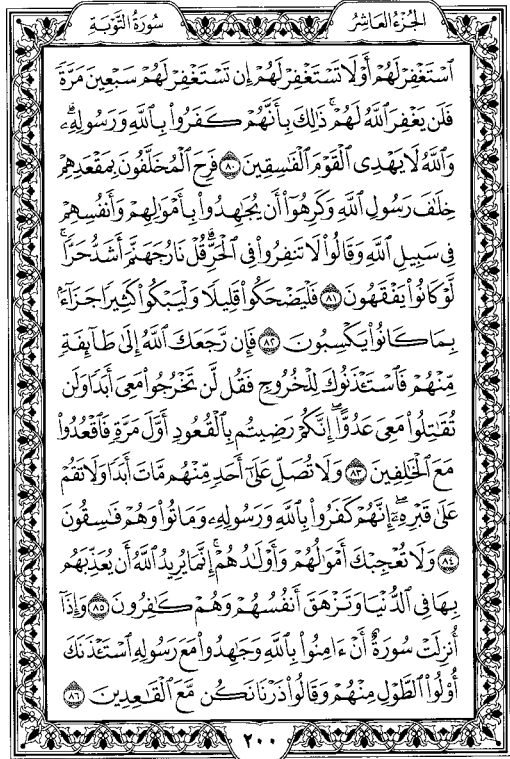 سُورَةُ التَّوْبَةِ
الجُزْءُ العَاشِرُ
ٱسْتَغْفِرْ لَهُمْ أَوْ لَا تَسْتَغْفِرْ لَهُمْ إِن تَسْتَغْفِرْ لَهُمْ سَبْعِينَ مَرَّةً
فَلَن يَغْفِرَ ٱللَّهُ لَهُمْ ۚ ذَٰلِكَ بِأَنَّهُمْ كَفَرُوا۟ بِٱللَّهِ وَرَسُولِهِۦ ۗ
وَٱللَّهُ لَا يَهْدِى ٱلْقَوْمَ ٱلْفَـٰسِقِينَ ٨٠ فَرِحَ ٱلْمُخَلَّفُونَ بِمَقْعَدِهِمْ
خِلَـٰفَ رَسُولِ ٱللَّهِ وَكَرِهُوٓا۟ أَن يُجَـٰهِدُوا۟ بِأَمْوَٰلِهِمْ وَأَنفُسِهِمْ
فِى سَبِيلِ ٱللَّهِ وَقَالُوا۟ لَا تَنفِرُوا۟ فِى ٱلْحَرِّ ۗ قُلْ نَارُ جَهَنَّمَ أَشَدُّ حَرًّا ۚ
لَّوْ كَانُوا۟ يَفْقَهُونَ ٨١ فَلْيَضْحَكُوا۟ قَلِيلًا وَلْيَبْكُوا۟ كَثِيرًا جَزَآءًۢ
بِمَا كَانُوا۟ يَكْسِبُونَ ٨٢ فَإِن رَّجَعَكَ ٱللَّهُ إِلَىٰ طَآئِفَةٍ
مِّنْهُمْ فَٱسْتَـْٔذَنُوكَ لِلْخُرُوجِ فَقُل لَّن تَخْرُجُوا۟ مَعِىَ أَبَدًا وَلَن
تُقَـٰتِلُوا۟ مَعِىَ عَدُوًّا ۖ إِنَّكُمْ رَضِيتُم بِٱلْقُعُودِ أَوَّلَ مَرَّةٍ فَٱقْعُدُوا۟
مَعَ ٱلْخَـٰلِفِينَ ٨٣ وَلَا تُصَلِّ عَلَىٰٓ أَحَدٍ مِّنْهُم مَّاتَ أَبَدًا وَلَا تَقُمْ
عَلَىٰ قَبْرِهِۦٓ ۖ إِنَّهُمْ كَفَرُوا۟ بِٱللَّهِ وَرَسُولِهِۦ وَمَاتُوا۟ وَهُمْ فَـٰسِقُونَ
٨٤ وَلَا تُعْجِبْكَ أَمْوَٰلُهُمْ وَأَوْلَـٰدُهُمْ ۚ إِنَّمَا يُرِيدُ ٱللَّهُ أَن يُعَذِّبَهُم
بِهَا فِى ٱلدُّنْيَا وَتَزْهَقَ أَنفُسُهُمْ وَهُمْ كَـٰفِرُونَ ٨٥ وَإِذَآ
أُنزِلَتْ سُورَةٌ أَنْ ءَامِنُوا۟ بِٱللَّهِ وَجَـٰهِدُوا۟ مَعَ رَسُولِهِ ٱسْتَـْٔذَنَكَ
أُو۟لُوا۟ ٱلطَّوْلِ مِنْهُمْ وَقَالُوا۟ ذَرْنَا نَكُن مَّعَ ٱلْقَـٰعِدِينَ ٨٦
٢٠٠